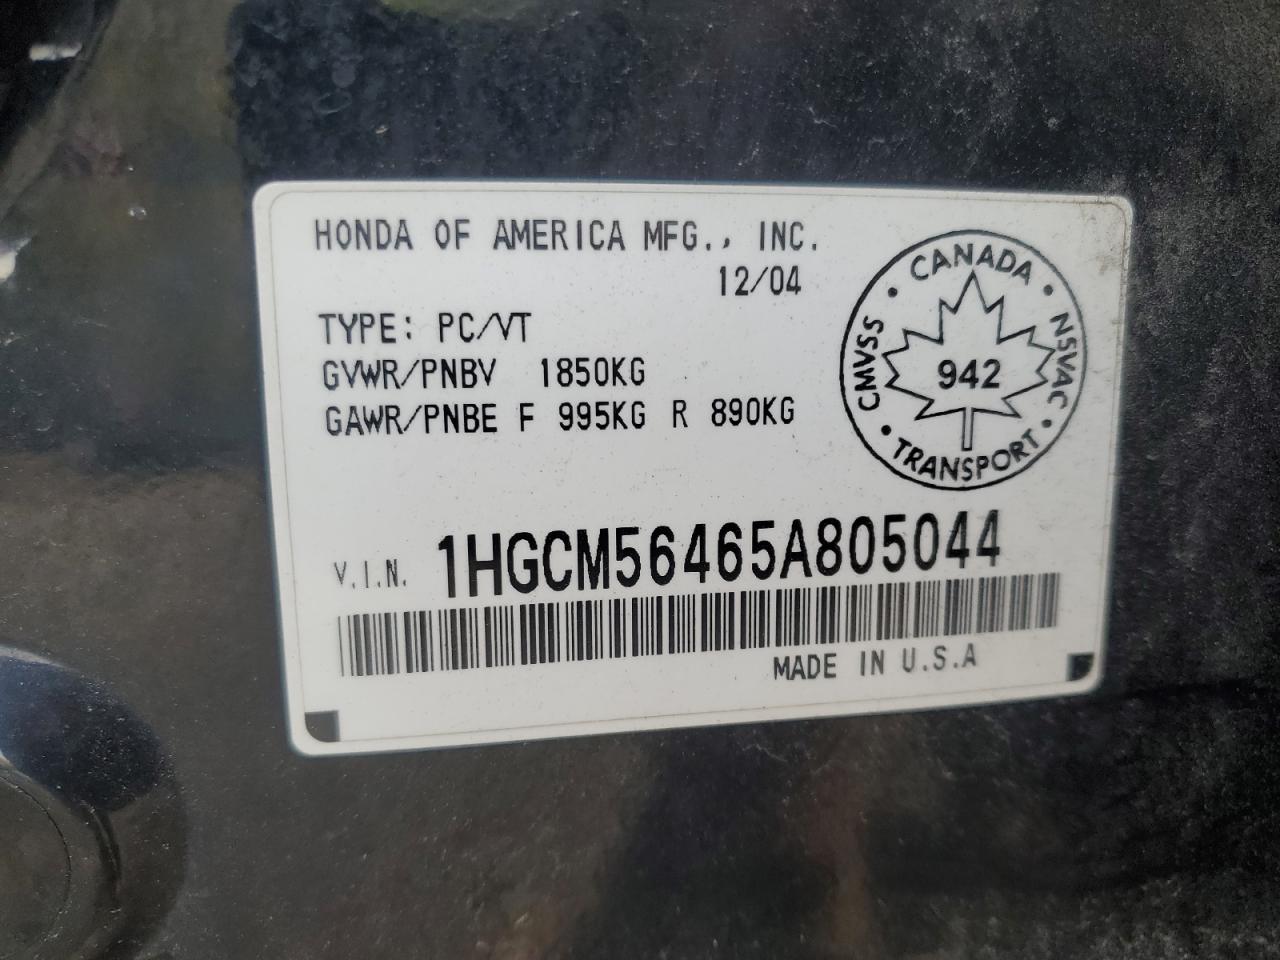 HONDA OF AMERICA MFG., INC.
12/04
TYPE: PC/VT
GVWR/PNBV 1850KG
GAWR/PNBE F 995KG R 890KG
CANADA
CMVSS
942
NSVAC
TRANSPORT
V.I.N. 1HGCM56465A805044
MADE IN U.S.A